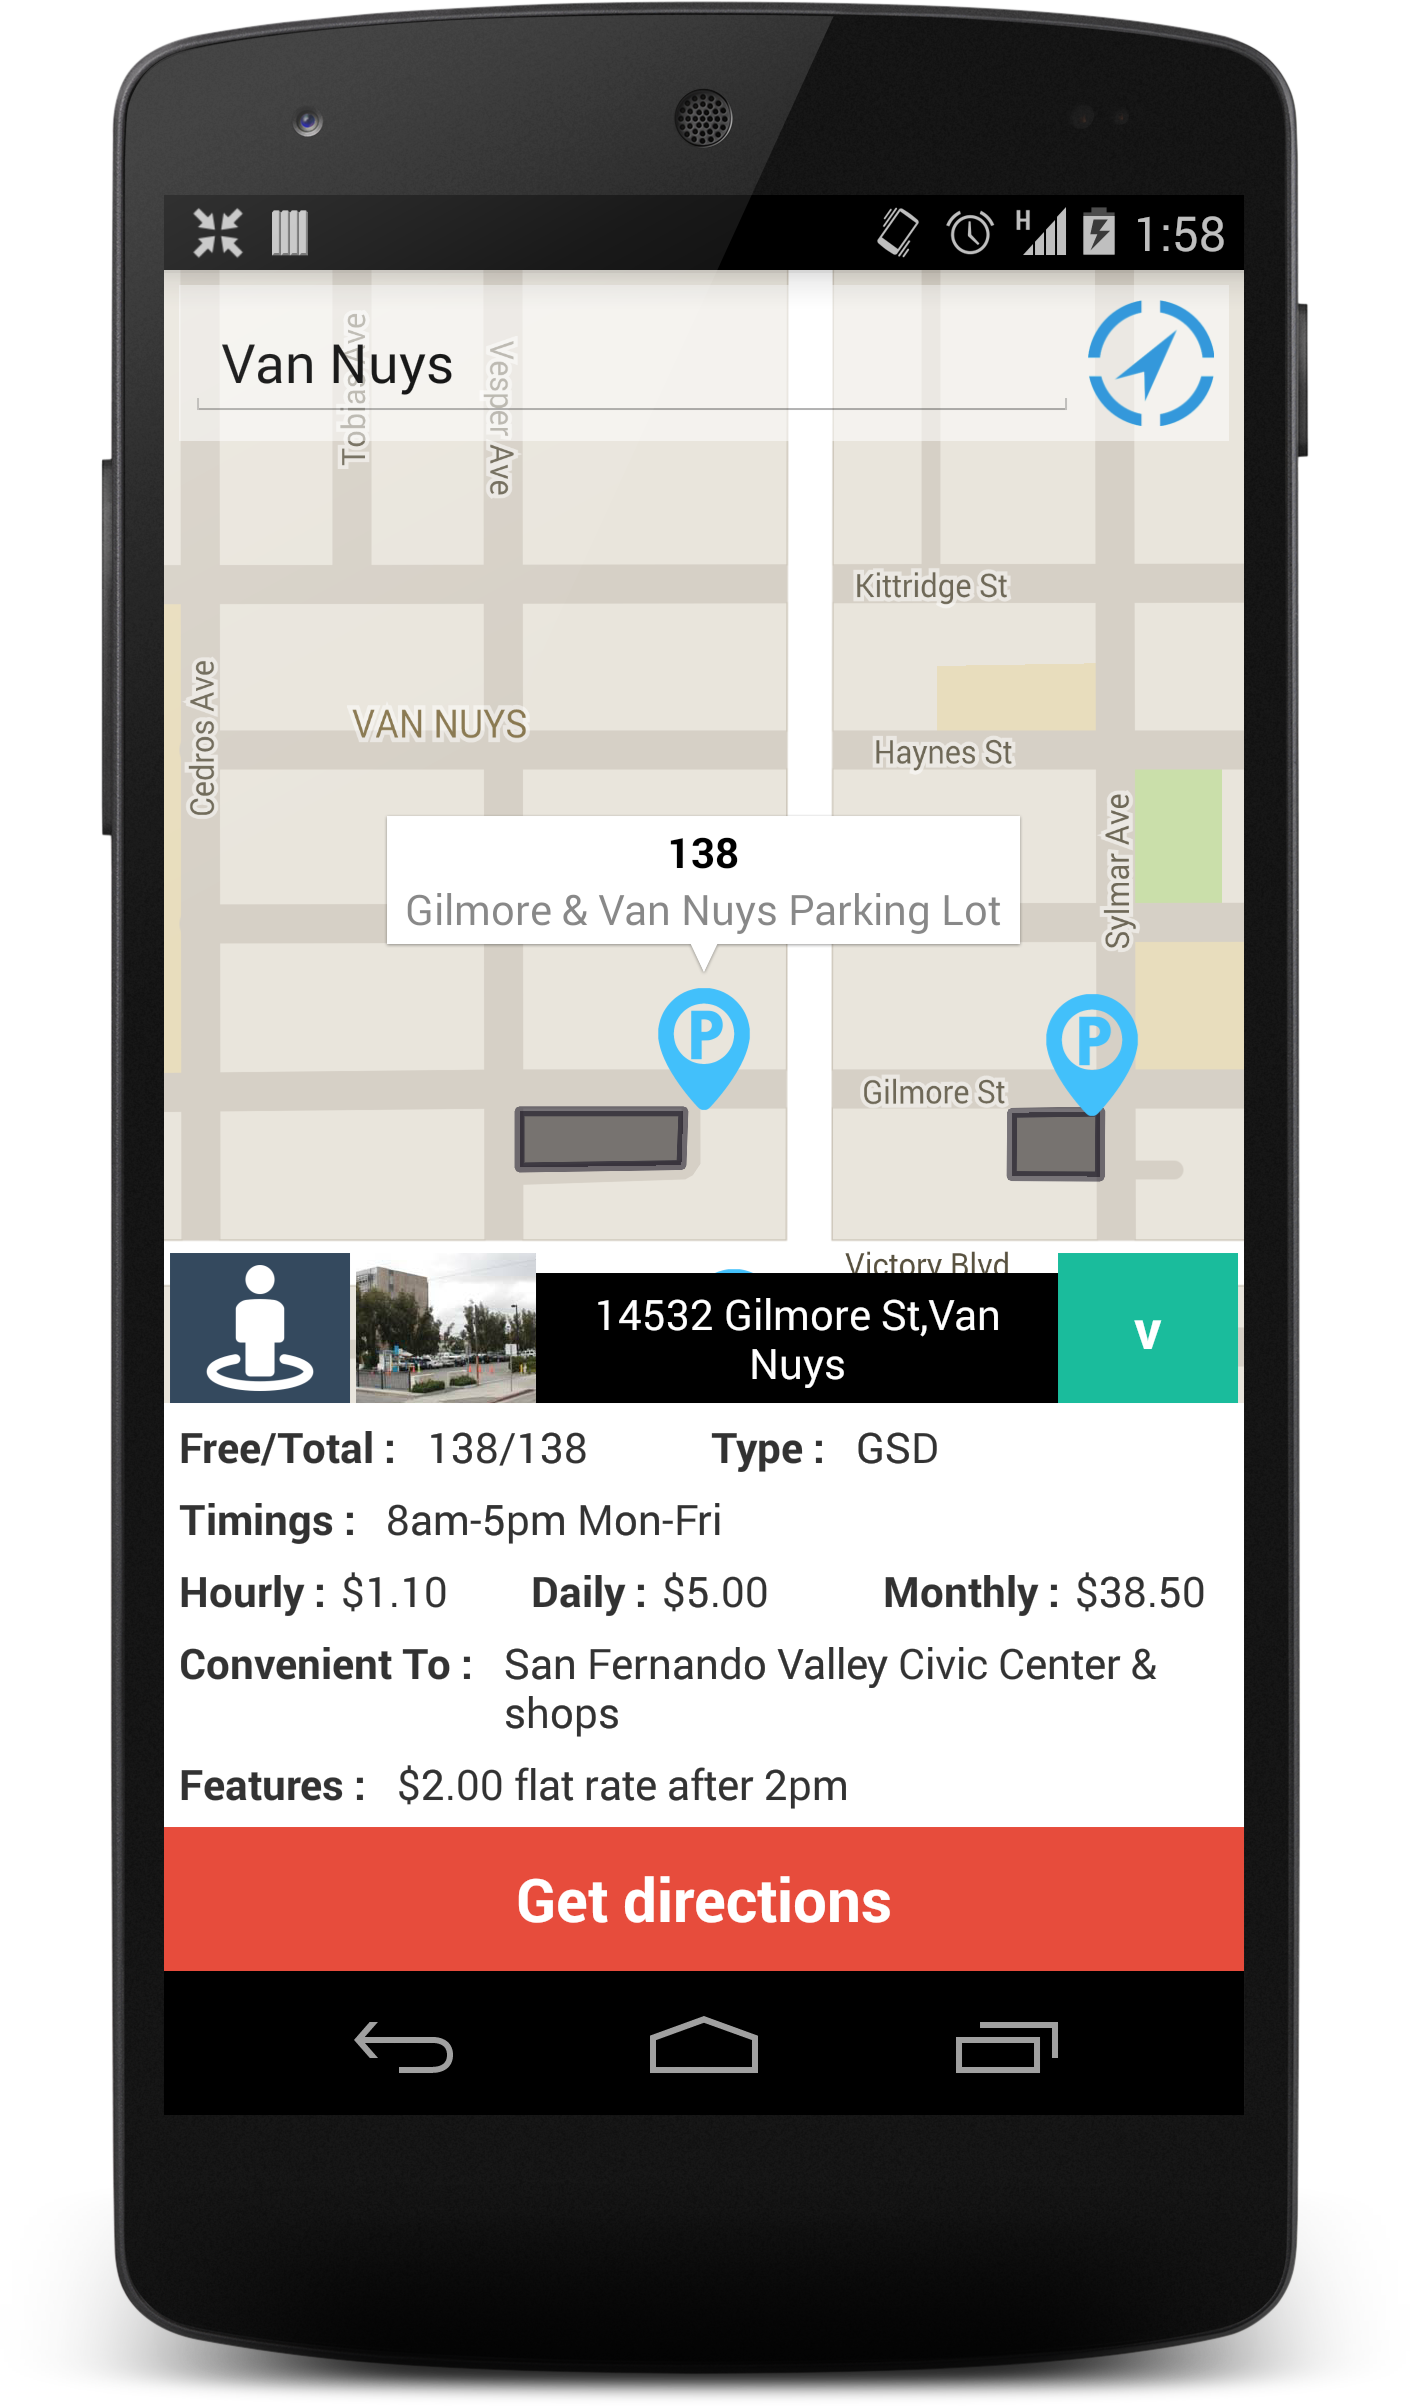 H 1:58
Van Nuys
Tobias Ave
Vesper Ave
Kittridge St
Cedros Ave
VAN NUYS
Haynes St
Sylmar Ave
138
Gilmore & Van Nuys Parking Lot
P
P
Gilmore St
Victory Blvd
14532 Gilmore St,Van
Nuys
v
Free/Total : 138/138 Type : GSD
Timings : 8am-5pm Mon-Fri
Hourly : $1.10 Daily : $5.00 Monthly : $38.50
Convenient To : San Fernando Valley Civic Center &
shops
Features : $2.00 flat rate after 2pm
Get directions